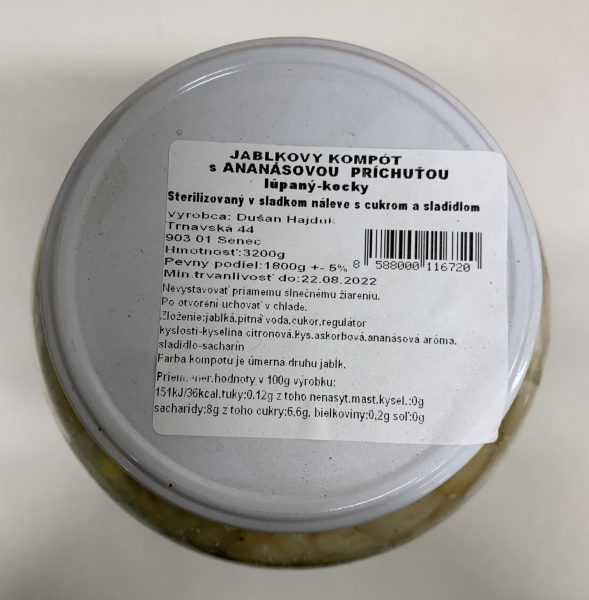 JABLKOVÝ KOMPÓT
s ANANÁSOVOU PRÍCHUŤOU
lúpaný-kocky
Sterilizovaný v sladkom náleve s cukrom a sladidlom
Výrobca: Dušan Hajduk
Trnavská 44
903 01 Senec
Hmotnosť:3200g
Pevný podiel:1800g +- 5%
8 588000 116720
Min.trvanlivosť do:22.08.2022
Nevystavovať priamemu slnečnému žiareniu.
Po otvorení uchovať v chlade.
Zloženie:jablká,pitná voda,cukor,regulátor
kyslosti-kyselina citrónová,kys.askorbová,ananásová aróma,
sladidlo-sacharín
Farba kompótu je úmerná druhu jabĺk.
Priem.ener.hodnoty v 100g výrobku:
151kJ/36kcal,tuky:0.12g z toho nenasýt.mast.kysel.:0g
sacharidy:8g z toho cukry:6,6g, bielkoviny:0,2g soľ:0g